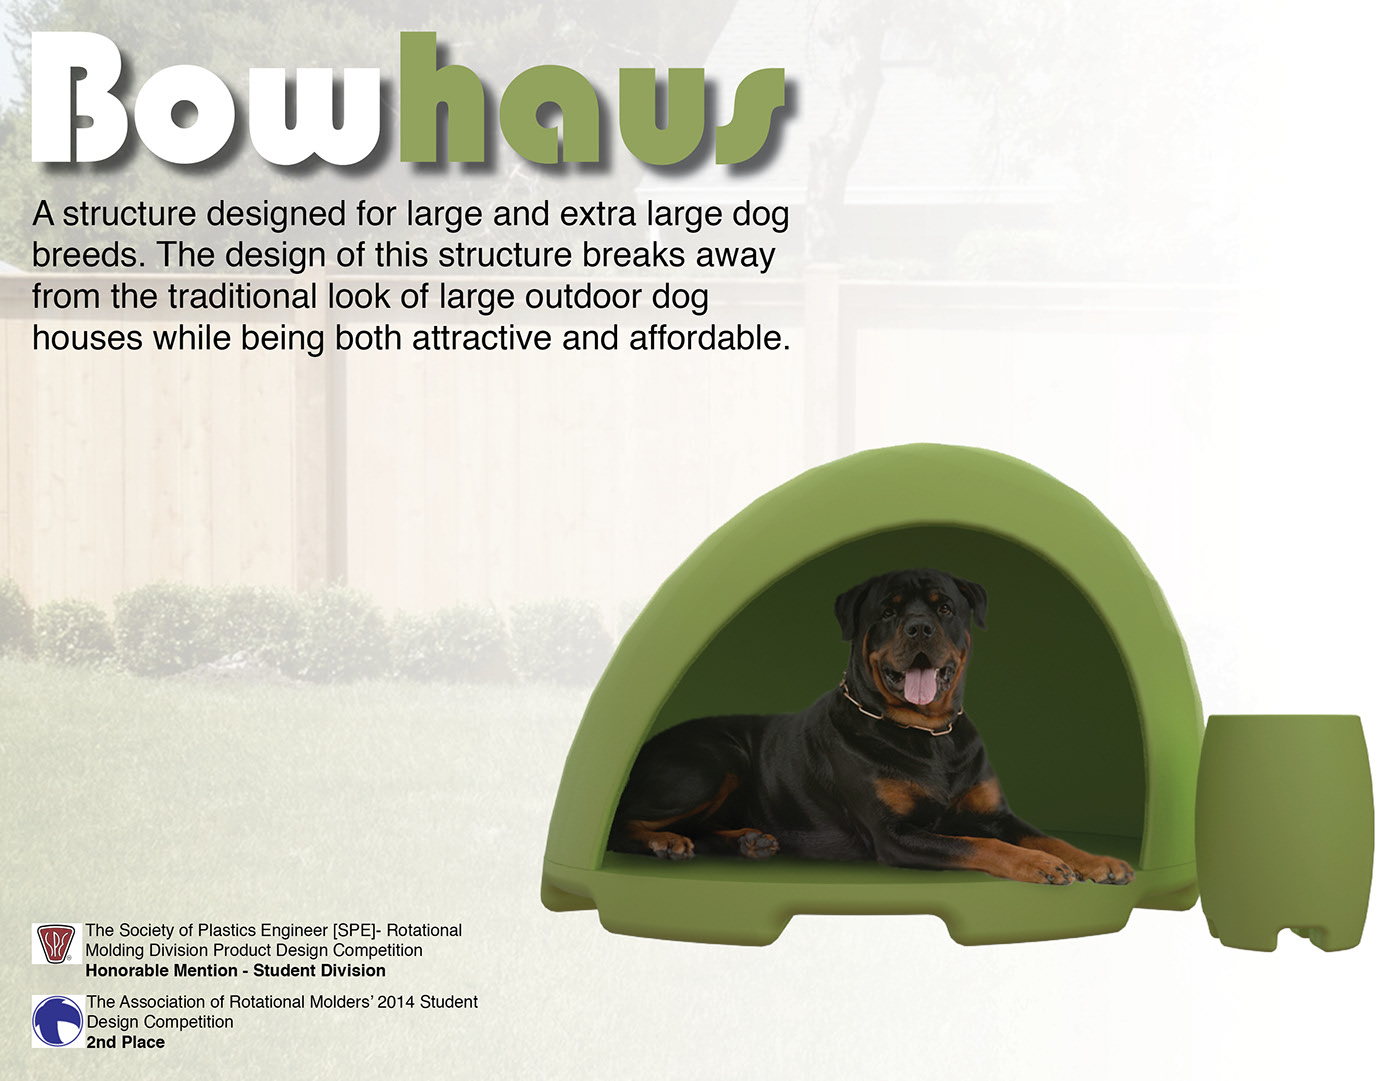 Bowhaus
A structure designed for large and extra large dog
breeds. The design of this structure breaks away
from the traditional look of large outdoor dog
houses while being both attractive and affordable.
SPE
The Society of Plastics Engineer [SPE]- Rotational
Molding Division Product Design Competition
Honorable Mention - Student Division
The Association of Rotational Molders’ 2014 Student
Design Competition
2nd Place